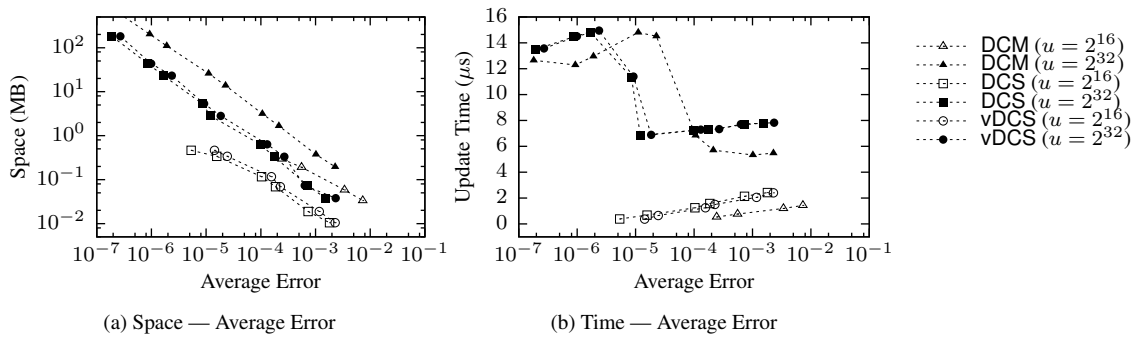 10^2
10^1
10^0
10^-1
10^-2
Space (MB)
10^-7 10^-6 10^-5 10^-4 10^-3 10^-2 10^-1
Average Error
(a) Space — Average Error
16
14
12
10
8
6
4
2
0
Update Time (μs)
10^-7 10^-6 10^-5 10^-4 10^-3 10^-2 10^-1
Average Error
(b) Time — Average Error
DCM (u = 2^16)
DCM (u = 2^32)
DCS (u = 2^16)
DCS (u = 2^32)
vDCS (u = 2^16)
vDCS (u = 2^32)